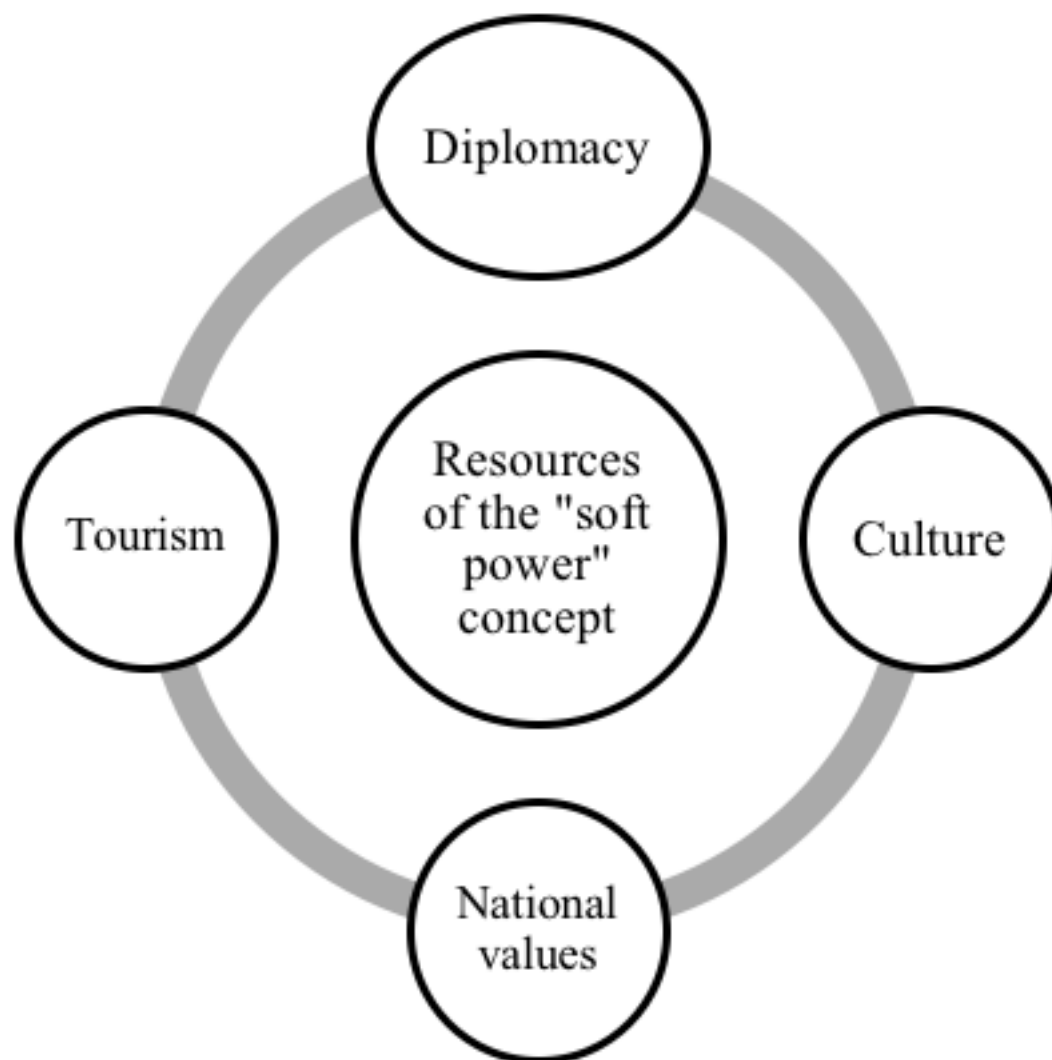 Diplomacy
Resources
of the "soft
power"
concept
Tourism
Culture
National
values